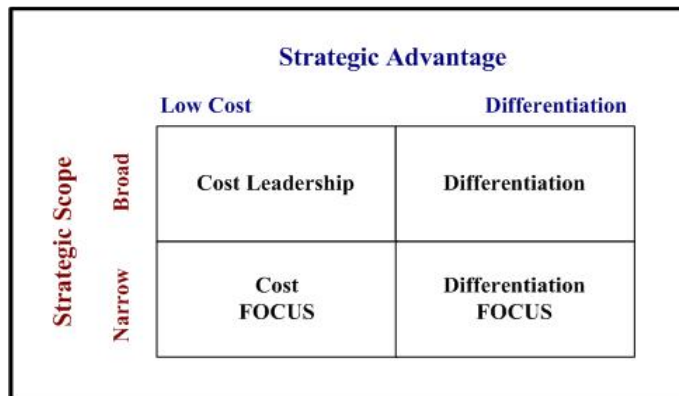 Strategic Advantage
Low Cost
Differentiation
Strategic Scope
Broad
Cost Leadership
Differentiation
Narrow
Cost
FOCUS
Differentiation
FOCUS